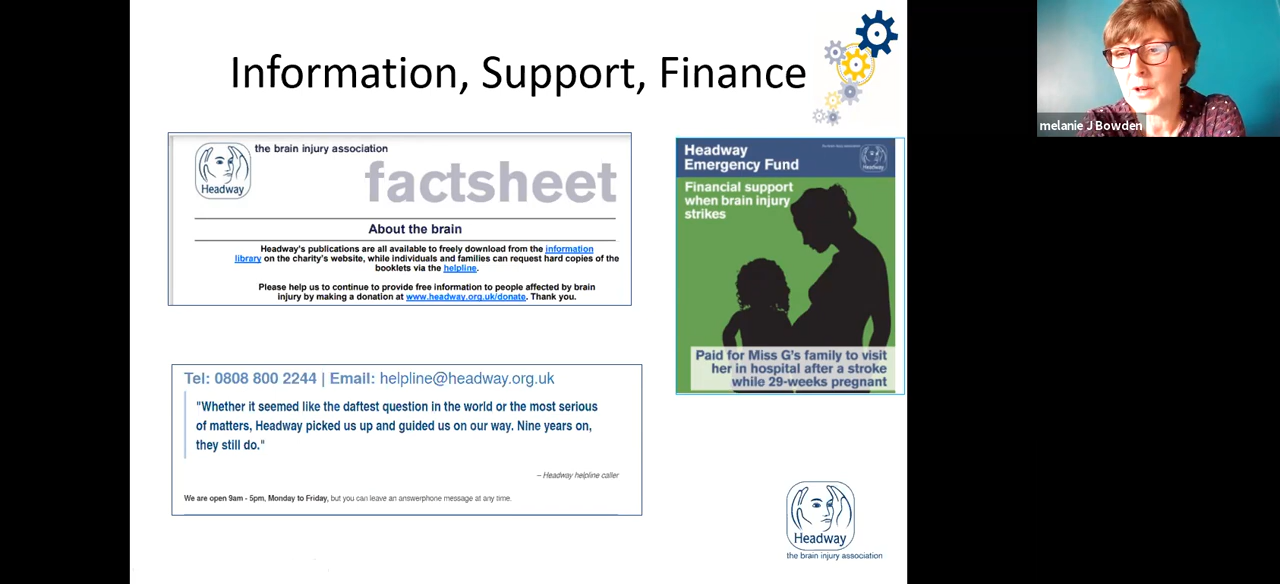 Information, Support, Finance
the brain injury association
Headway
factsheet
About the brain
Headway's publications are all available to freely download from the information
library on the charity's website, while individuals and families can request hard copies of the
booklets via the helpline.
Please help us to continue to provide free information to people affected by brain
injury by making a donation at www.headway.org.uk/donate. Thank you.
Tel: 0808 800 2244 | Email: helpline@headway.org.uk
"Whether it seemed like the daftest question in the world or the most serious
of matters, Headway picked us up and guided us on our way. Nine years on,
they still do."
– Headway helpline caller
We are open 9am - 5pm, Monday to Friday, but you can leave an answerphone message at any time.
Headway
Emergency Fund
Financial support
when brain injury
strikes
Paid for Miss G's family to visit
her in hospital after a stroke
while 29-weeks pregnant
Headway
the brain injury association
melanie J Bowden